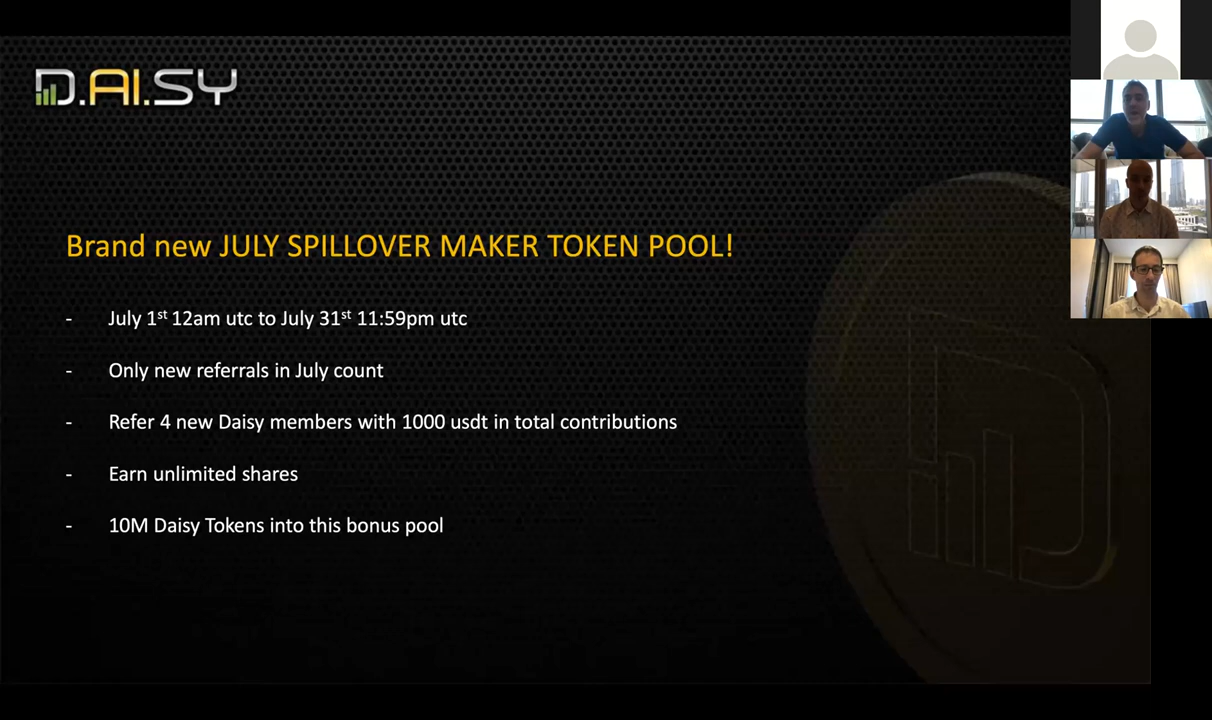 D.AI.SY
Brand new JULY SPILLOVER MAKER TOKEN POOL!
- July 1st 12am utc to July 31st 11:59pm utc
- Only new referrals in July count
- Refer 4 new Daisy members with 1000 usdt in total contributions
- Earn unlimited shares
- 10M Daisy Tokens into this bonus pool